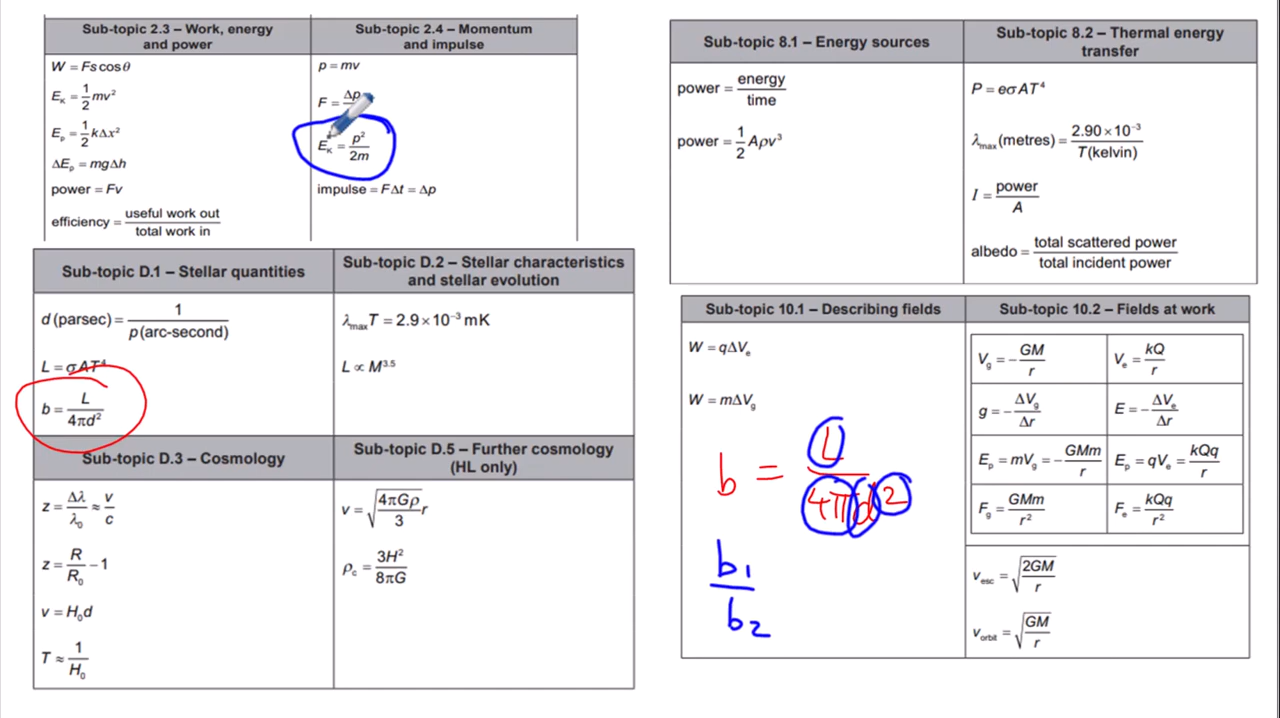 Sub-topic 2.3 – Work, energy and power
W = Fs cos θ
E_K = 1/2 mv²
E_p = 1/2 kΔx²
ΔE_p = mgΔh
power = Fv
efficiency = useful work out / total work in
Sub-topic 2.4 – Momentum and impulse
p = mv
F = Δp
E_K = p² / 2m
impulse = FΔt = Δp
Sub-topic D.1 – Stellar quantities
d (parsec) = 1 / p (arc-second)
L = σAT⁴
b = L / 4πd²
Sub-topic D.2 – Stellar characteristics and stellar evolution
λ_max T = 2.9 × 10⁻³ mK
L ∝ M^3.5
Sub-topic D.3 – Cosmology
z = Δλ / λ₀ ≈ v / c
z = R / R₀ − 1
v = H₀d
T ≈ 1 / H₀
Sub-topic D.5 – Further cosmology (HL only)
v = √(4πGρ / 3) r
ρ_c = 3H² / 8πG
Sub-topic 8.1 – Energy sources
power = energy / time
power = 1/2 Aρv³
Sub-topic 8.2 – Thermal energy transfer
P = eσAT⁴
λ_max (metres) = 2.90 × 10⁻³ / T(kelvin)
I = power / A
albedo = total scattered power / total incident power
Sub-topic 10.1 – Describing fields
W = qΔV_e
W = mΔV_g
b = L / 4πd²
b₁ / b₂
Sub-topic 10.2 – Fields at work
V_g = − GM / r
V_e = kQ / r
g = − ΔV_g / Δr
E = − ΔV_e / Δr
E_p = mV_g = − GMm / r
E_p = qV_e = kQq / r
F_g = GMm / r²
F_e = kQq / r²
v_esc = √(2GM / r)
v_orbit = √(GM / r)